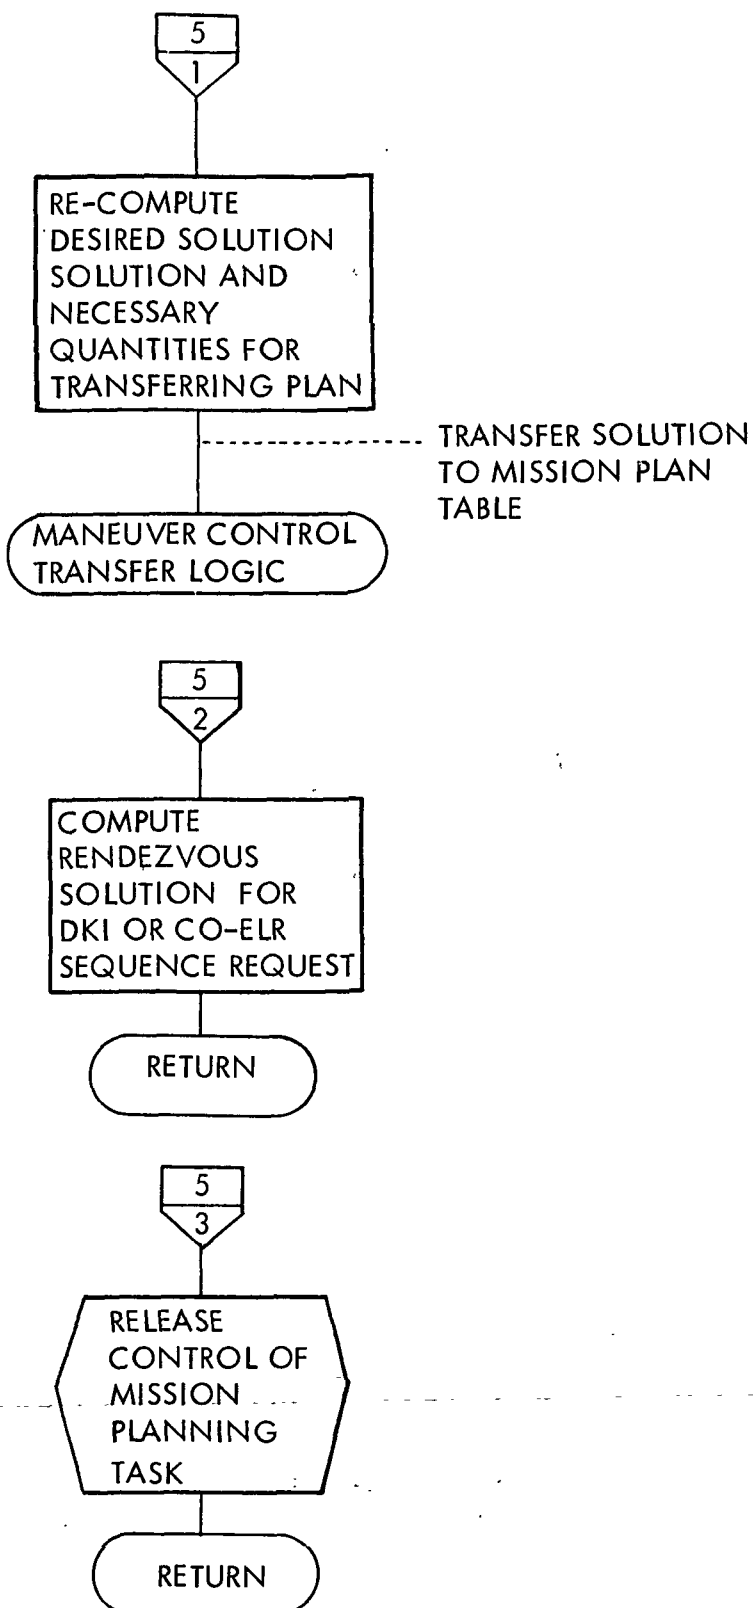 5
1
RE-COMPUTE
DESIRED SOLUTION
SOLUTION AND
NECESSARY
QUANTITIES FOR
TRANSFERRING PLAN
TRANSFER SOLUTION
TO MISSION PLAN
TABLE
MANEUVER CONTROL
TRANSFER LOGIC
5
2
COMPUTE
RENDEZVOUS
SOLUTION FOR
DKI OR CO-ELR
SEQUENCE REQUEST
RETURN
5
3
RELEASE
CONTROL OF
MISSION
PLANNING
TASK
RETURN